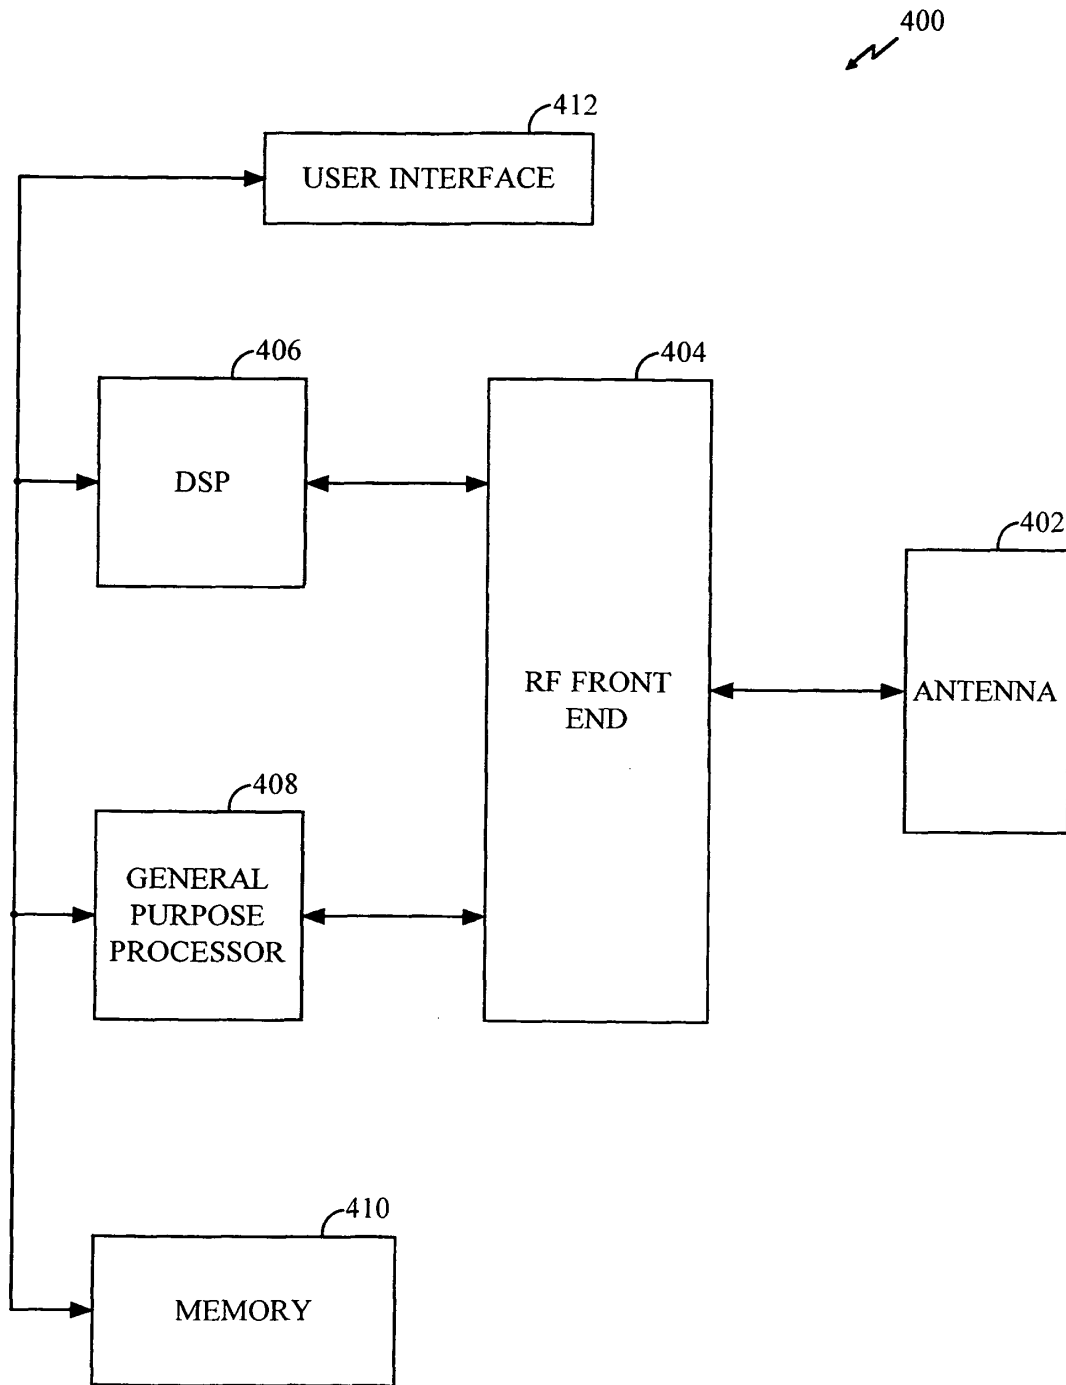 400
412
USER INTERFACE
406
404
DSP
402
RF FRONT
END
ANTENNA
408
GENERAL
PURPOSE
PROCESSOR
410
MEMORY